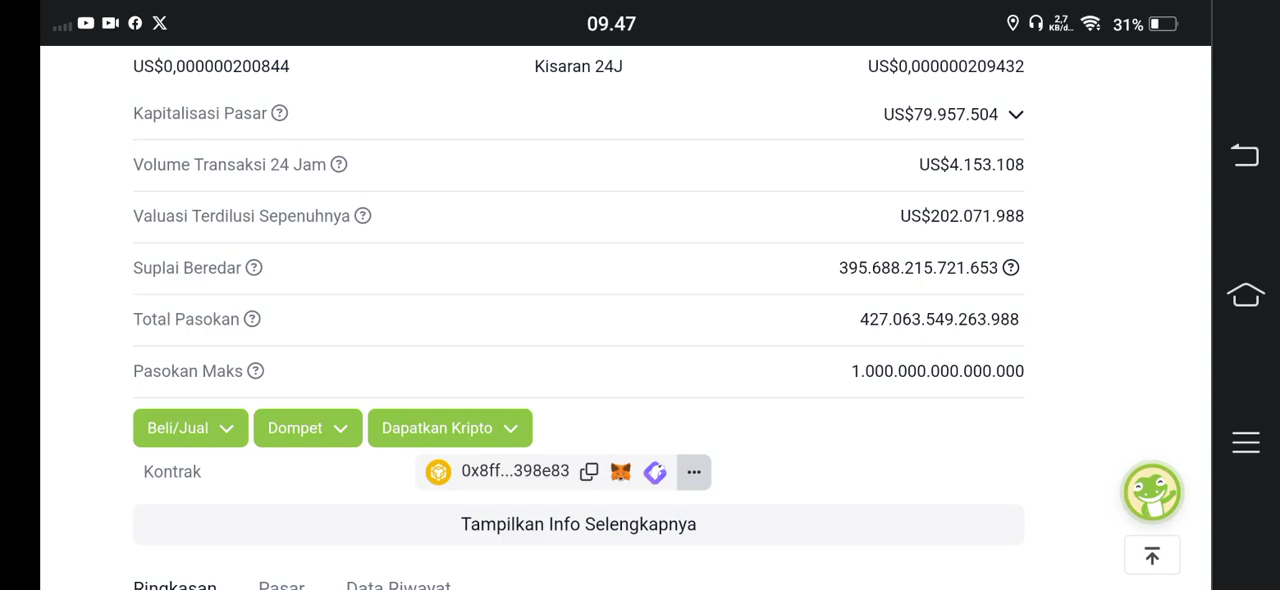 09.47
2,7
KB/d...
31%
US$0,000000200844 Kisaran 24J US$0,000000209432
Kapitalisasi Pasar US$79.957.504
Volume Transaksi 24 Jam US$4.153.108
Valuasi Terdilusi Sepenuhnya US$202.071.988
Suplai Beredar 395.688.215.721.653
Total Pasokan 427.063.549.263.988
Pasokan Maks 1.000.000.000.000.000
Beli/Jual Dompet Dapatkan Kripto
Kontrak 0x8ff...398e83
Tampilkan Info Selengkapnya
Ringkasan Pasar Data Riwayat